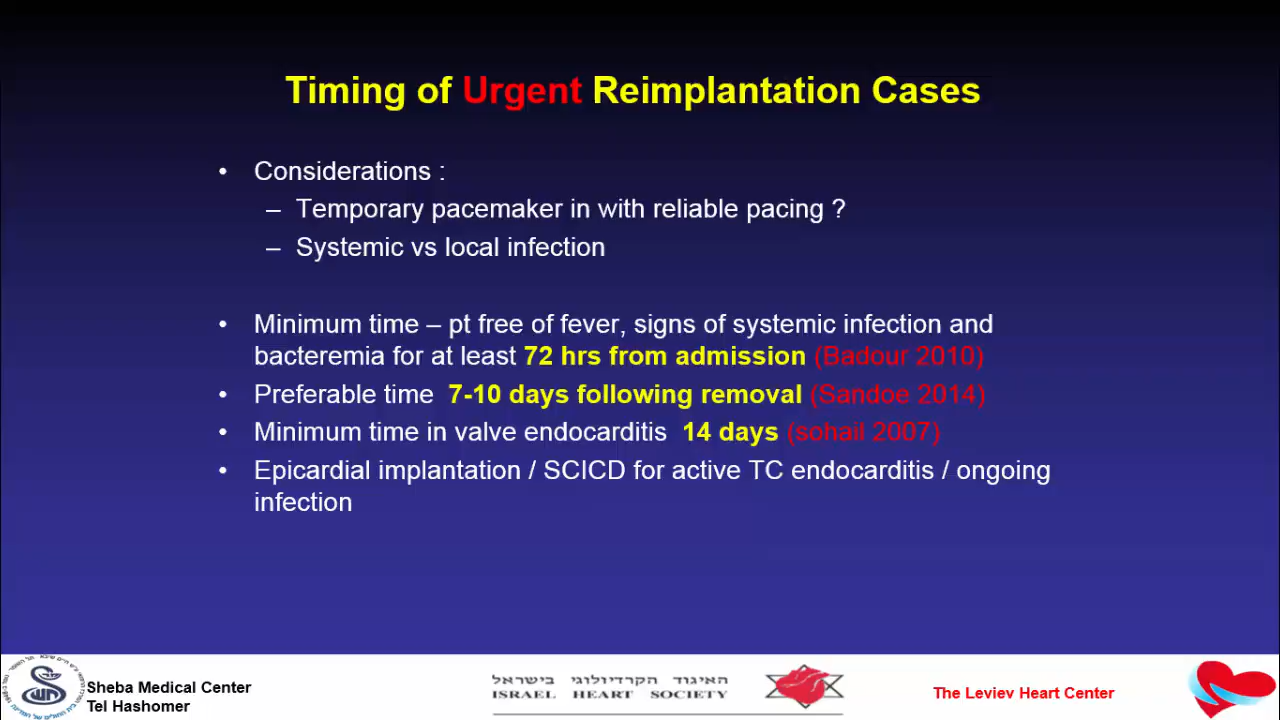 Timing of Urgent Reimplantation Cases
• Considerations :
– Temporary pacemaker in with reliable pacing ?
– Systemic vs local infection
• Minimum time – pt free of fever, signs of systemic infection and
bacteremia for at least 72 hrs from admission (Badour 2010)
• Preferable time 7-10 days following removal (Sandoe 2014)
• Minimum time in valve endocarditis 14 days (sohail 2007)
• Epicardial implantation / SCICD for active TC endocarditis / ongoing
infection
Sheba Medical Center
Tel Hashomer
האיגוד הקרדיולוגי בישראל
ISRAEL HEART SOCIETY
The Leviev Heart Center